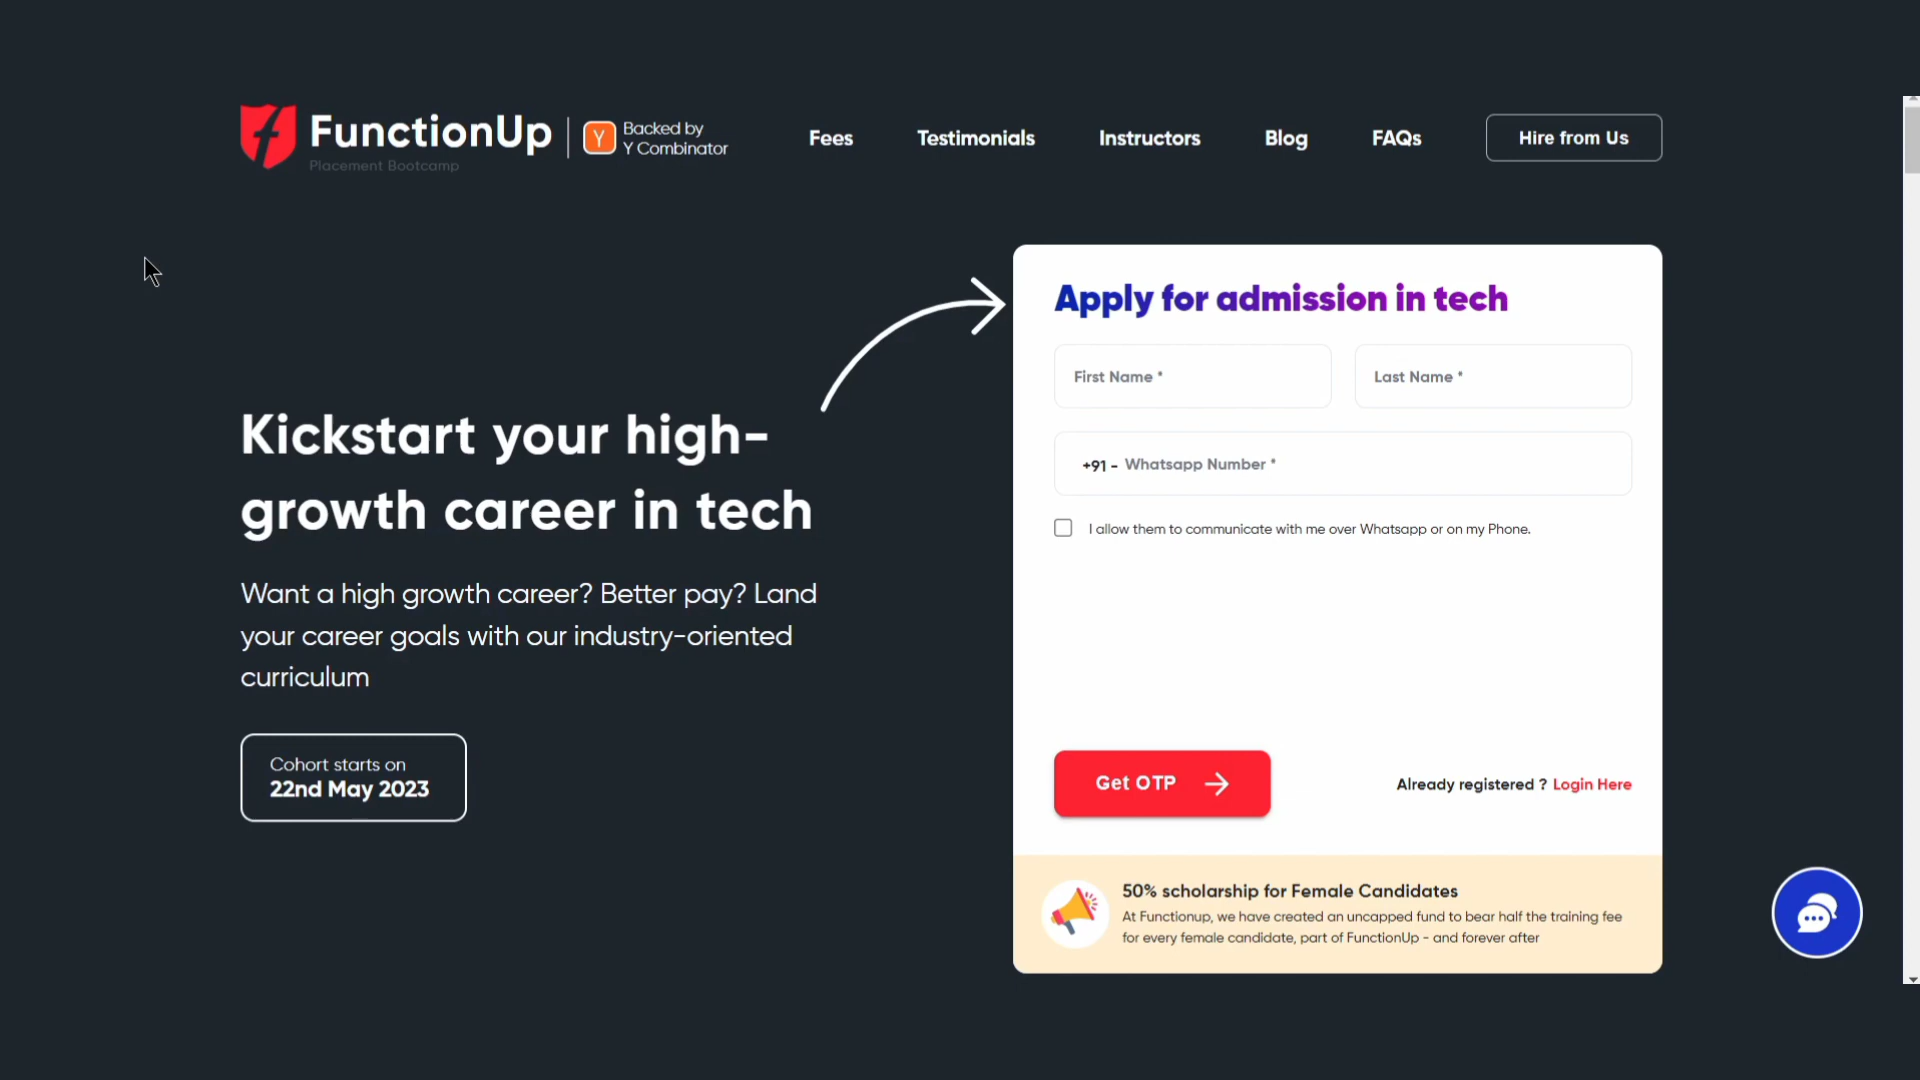 FunctionUp
Placement Bootcamp
Y
Backed by
Y Combinator
Fees
Testimonials
Instructors
Blog
FAQs
Hire from Us
Kickstart your high-
growth career in tech
Want a high growth career? Better pay? Land
your career goals with our industry-oriented
curriculum
Cohort starts on
22nd May 2023
Apply for admission in tech
First Name *
Last Name *
+91 - Whatsapp Number *
I allow them to communicate with me over Whatsapp or on my Phone.
Get OTP
Already registered ? Login Here
50% scholarship for Female Candidates
At Functionup, we have created an uncapped fund to bear half the training fee
for every female candidate, part of FunctionUp - and forever after